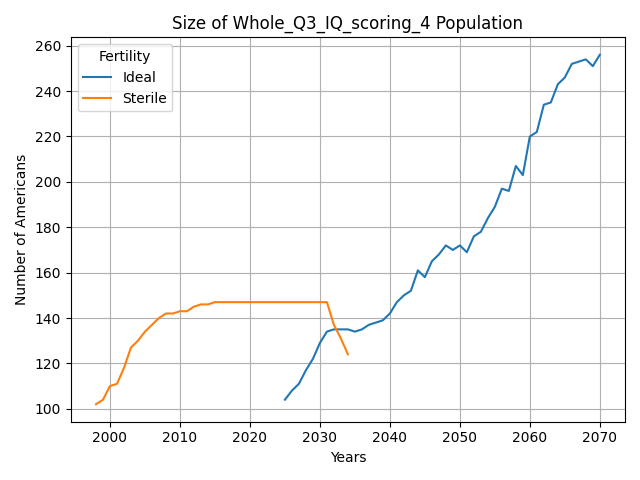 Size of Whole_Q3_IQ_scoring_4 Population
Fertility
Ideal
Sterile
Number of Americans
260
240
220
200
180
160
140
120
100
2000
2010
2020
2030
2040
2050
2060
2070
Years